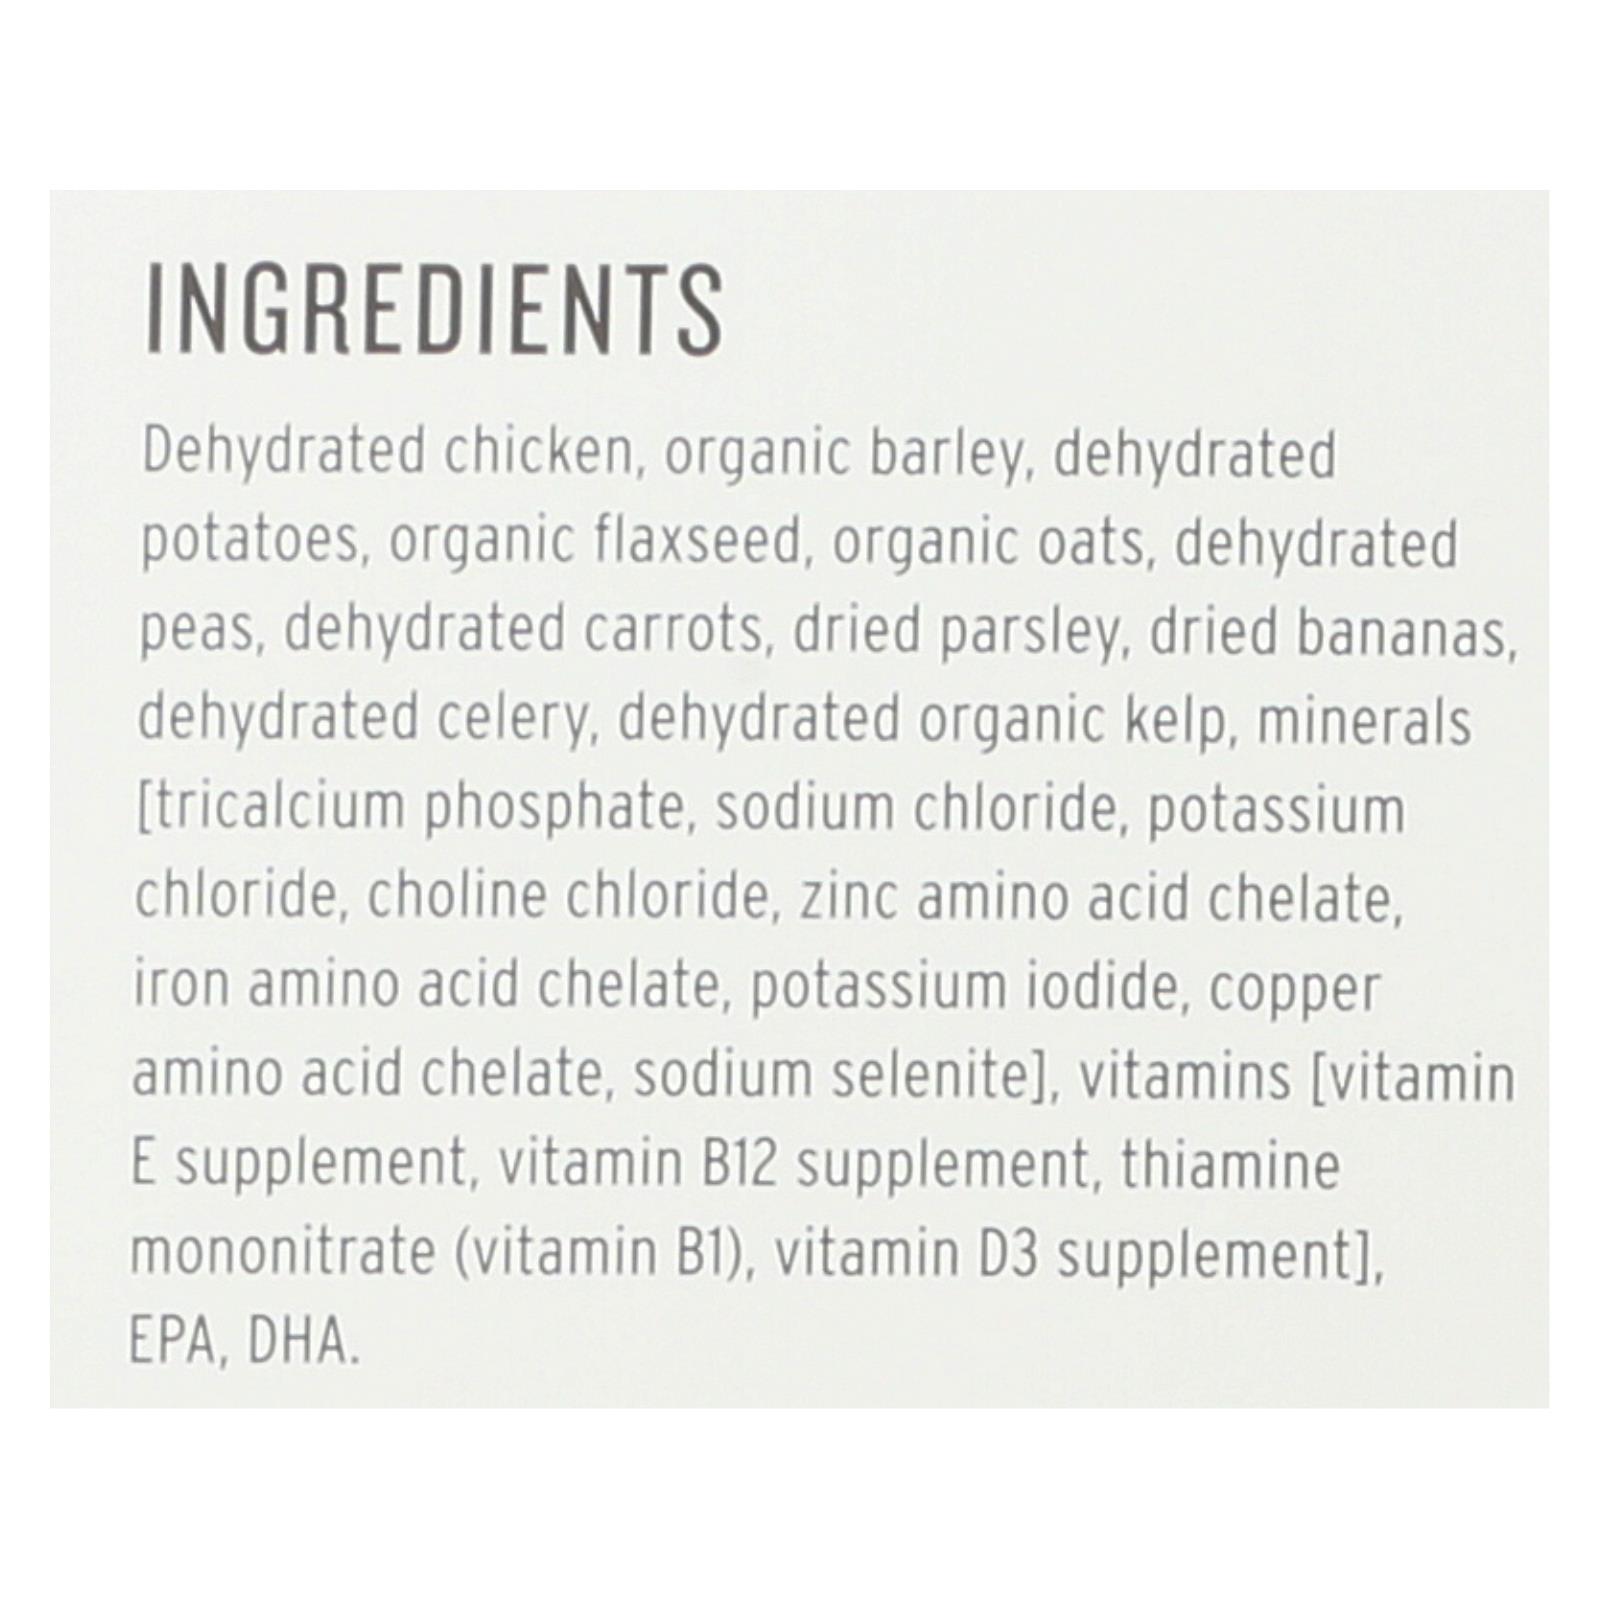 INGREDIENTS
Dehydrated chicken, organic barley, dehydrated
potatoes, organic flaxseed, organic oats, dehydrated
peas, dehydrated carrots, dried parsley, dried bananas,
dehydrated celery, dehydrated organic kelp, minerals
[tricalcium phosphate, sodium chloride, potassium
chloride, choline chloride, zinc amino acid chelate,
iron amino acid chelate, potassium iodide, copper
amino acid chelate, sodium selenite], vitamins [vitamin
E supplement, vitamin B12 supplement, thiamine
mononitrate (vitamin B1), vitamin D3 supplement],
EPA, DHA.